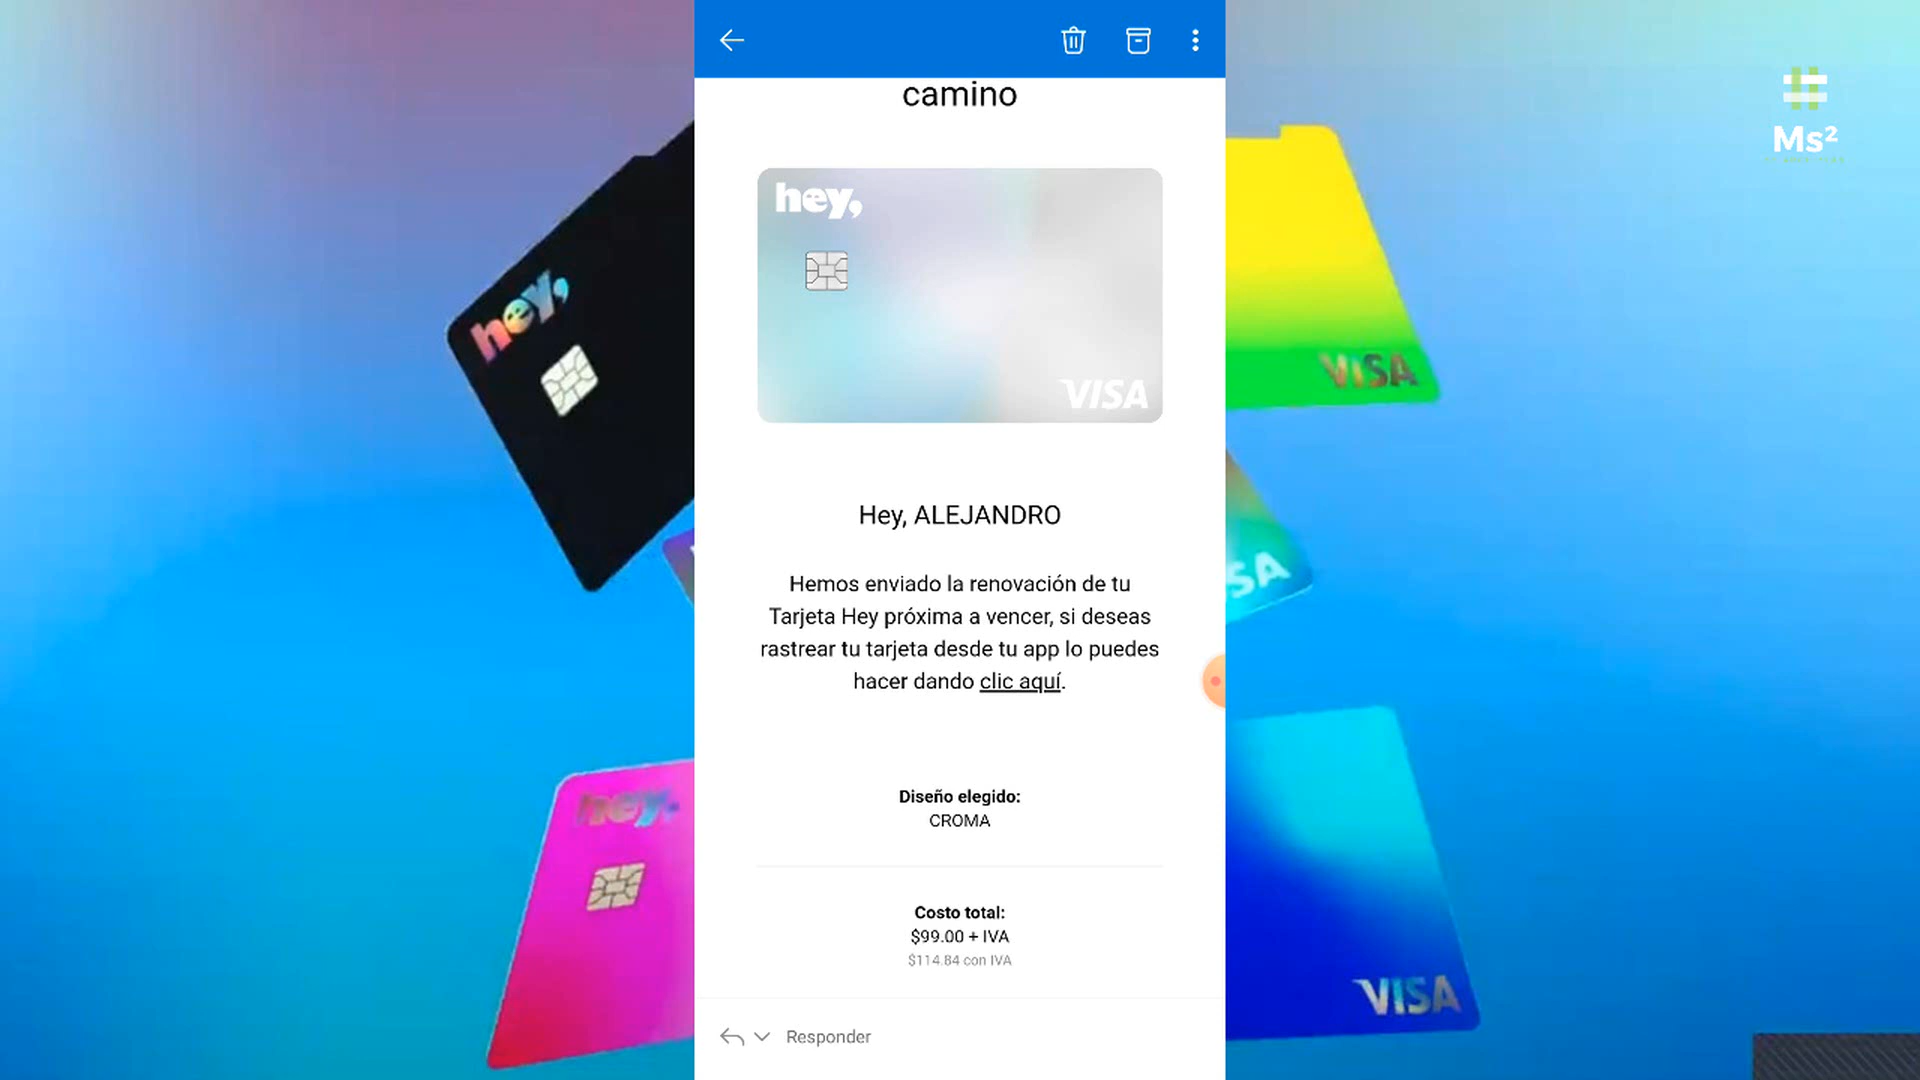 camino
hey,
VISA
Hey, ALEJANDRO
Hemos enviado la renovación de tu
Tarjeta Hey próxima a vencer, si deseas
rastrear tu tarjeta desde tu app lo puedes
hacer dando clic aquí.
Diseño elegido:
CROMA
Costo total:
$99.00 + IVA
$114.84 con IVA
Responder
hey,
hey,
VISA
SA
VISA
Ms²